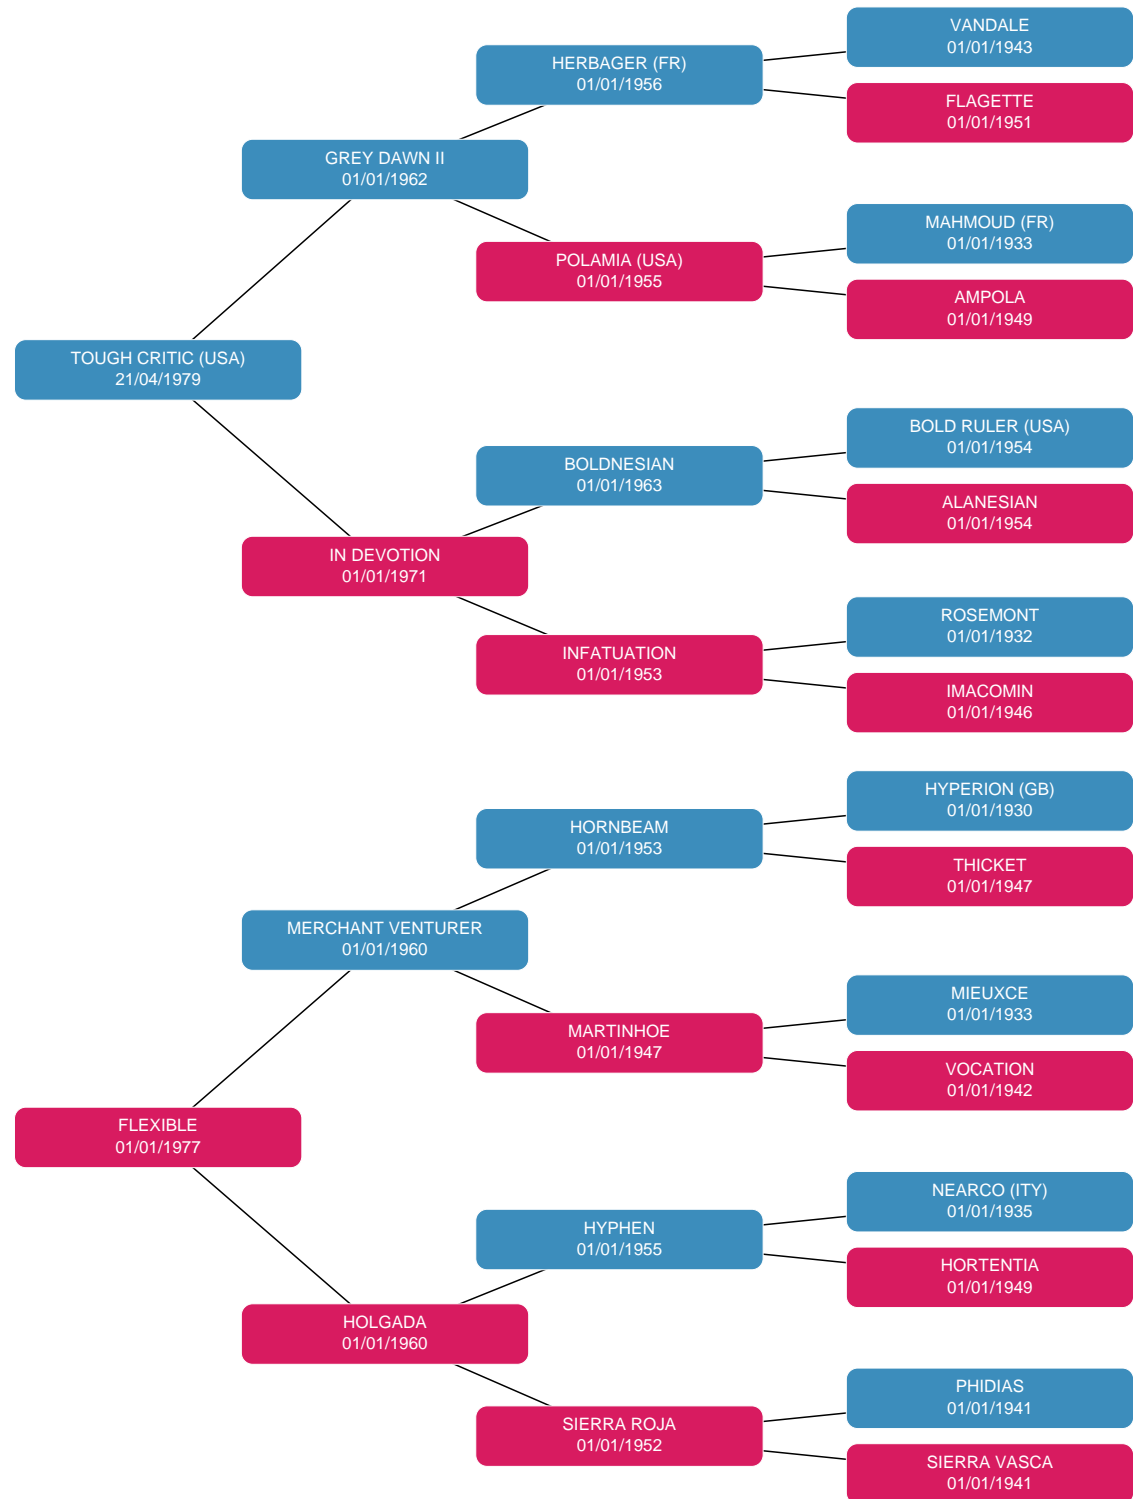 VANDALE
01/01/1943
HERBAGER (FR)
01/01/1956
FLAGETTE
01/01/1951
GREY DAWN II
01/01/1962
MAHMOUD (FR)
01/01/1933
POLAMIA (USA)
01/01/1955
AMPOLA
01/01/1949
TOUGH CRITIC (USA)
21/04/1979
BOLD RULER (USA)
01/01/1954
BOLDNESIAN
01/01/1963
ALANESIAN
01/01/1954
IN DEVOTION
01/01/1971
ROSEMONT
01/01/1932
INFATUATION
01/01/1953
IMACOMIN
01/01/1946
HYPERION (GB)
01/01/1930
HORNBEAM
01/01/1953
THICKET
01/01/1947
MERCHANT VENTURER
01/01/1960
MIEUXCE
01/01/1933
MARTINHOE
01/01/1947
VOCATION
01/01/1942
FLEXIBLE
01/01/1977
NEARCO (ITY)
01/01/1935
HYPHEN
01/01/1955
HORTENTIA
01/01/1949
HOLGADA
01/01/1960
PHIDIAS
01/01/1941
SIERRA ROJA
01/01/1952
SIERRA VASCA
01/01/1941